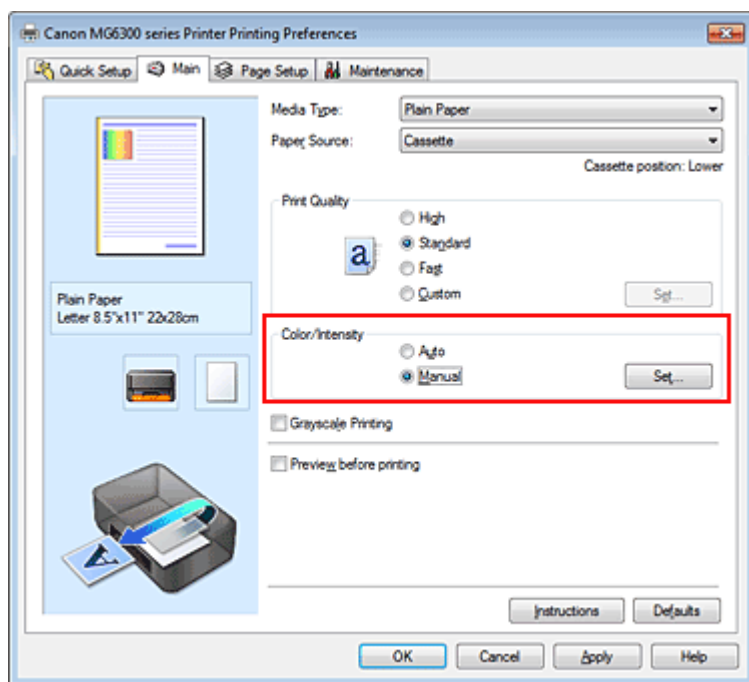 Canon MG6300 series Printer Printing Preferences
Quick Setup Main Page Setup Maintenance
Media Type: Plain Paper
Paper Source: Cassette
Cassette position: Lower
Print Quality
High
a Standard
Fast
Custom Set...
Plain Paper
Letter 8.5"x11" 22x28cm
Color/Intensity
Auto
Manual Set...
Grayscale Printing
Preview before printing
A
Instructions Defaults
OK Cancel Apply Help